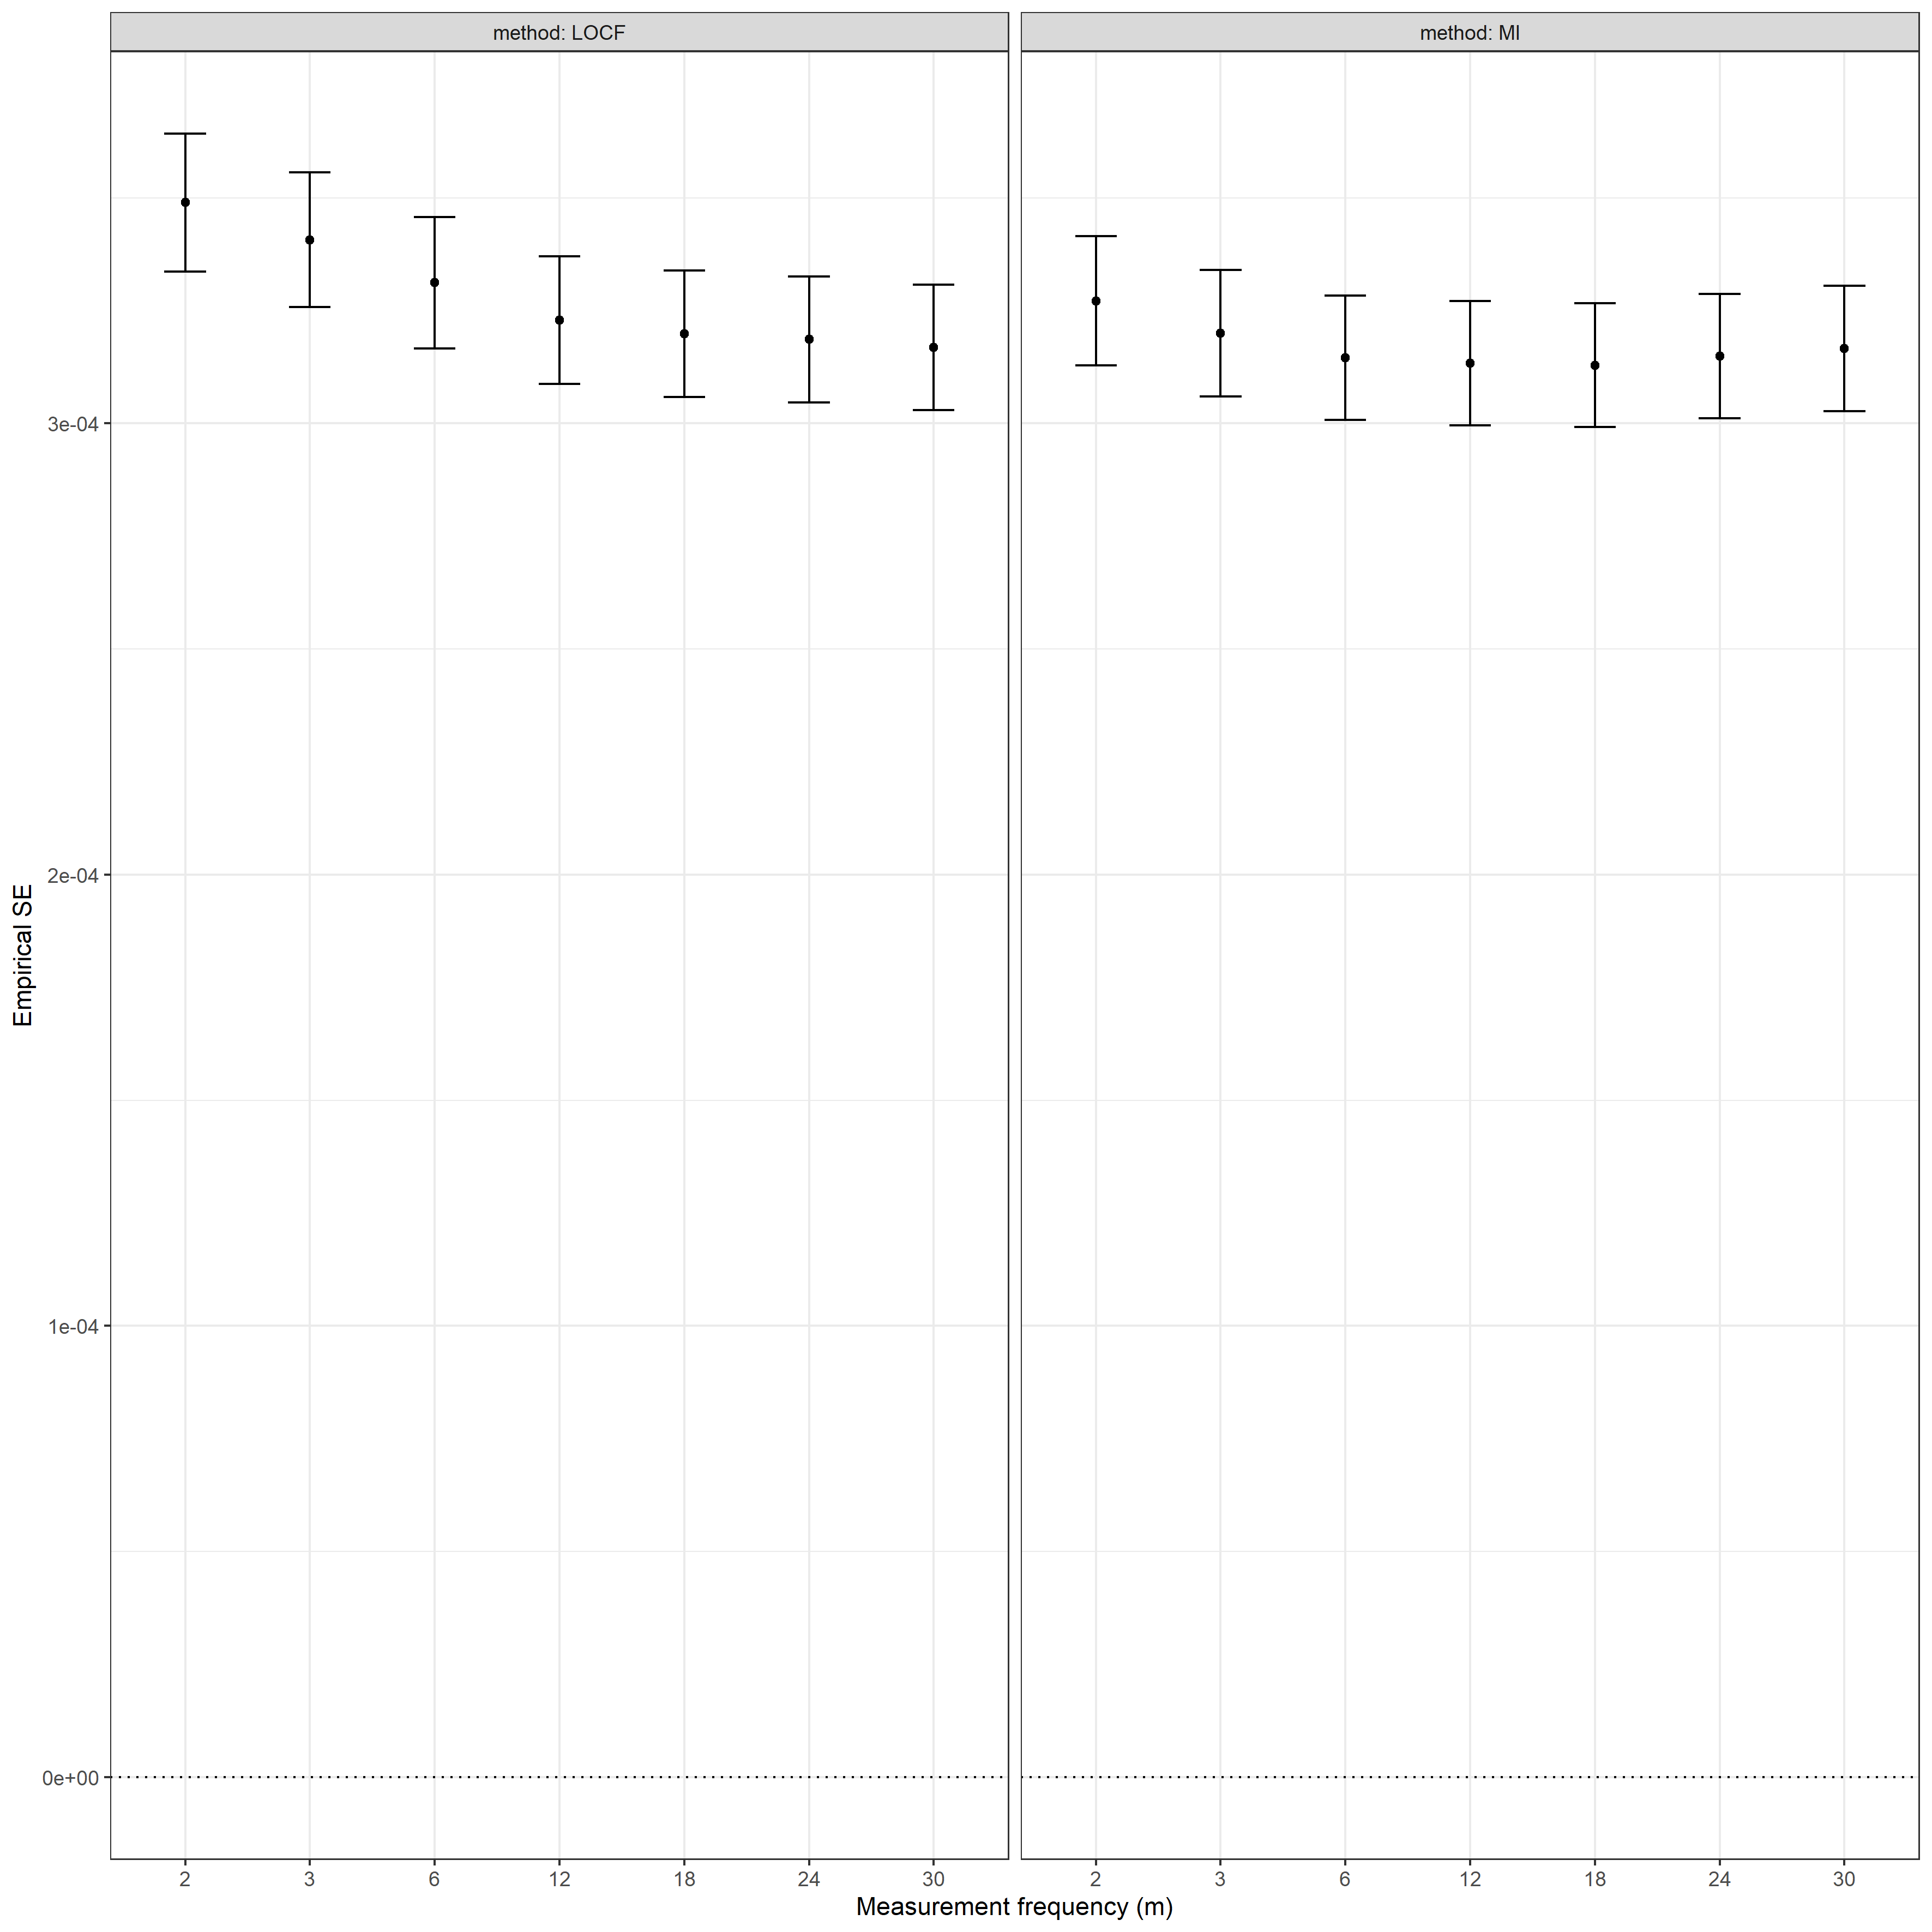 method: LOCF
method: MI
Empirical SE
3e-04
2e-04
1e-04
0e+00
2 3 6 12 18 24 30
2 3 6 12 18 24 30
Measurement frequency (m)